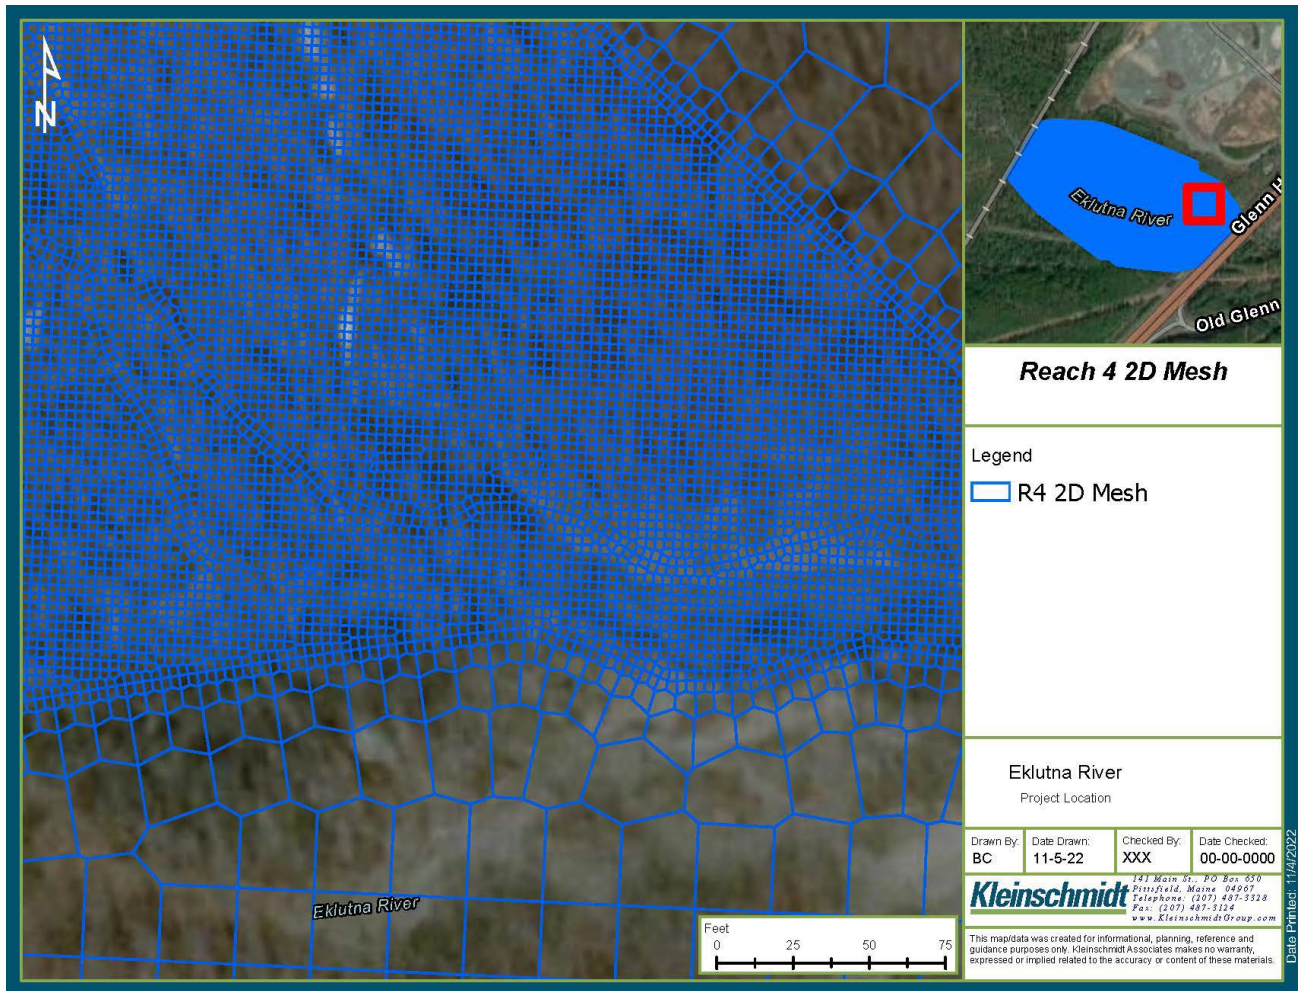 N
Eklutna River
Feet
0 25 50 75
Eklutna River
Glenn H
Old Glenn
Reach 4 2D Mesh
Legend
R4 2D Mesh
Eklutna River
Project Location
Drawn By: Date Drawn: Checked By: Date Checked:
BC 11-5-22 XXX 00-00-0000
Kleinschmidt
141 Main St., PO Box 650
Pittsfield, Maine 04967
Telephone: (207) 487-3328
Fax: (207) 487-3124
www.KleinschmidtGroup.com
This map/data was created for informational, planning, reference and
guidance purposes only. Kleinschmidt Associates makes no warranty,
expressed or implied related to the accuracy or content of these materials.
Date Printed: 11/4/2022